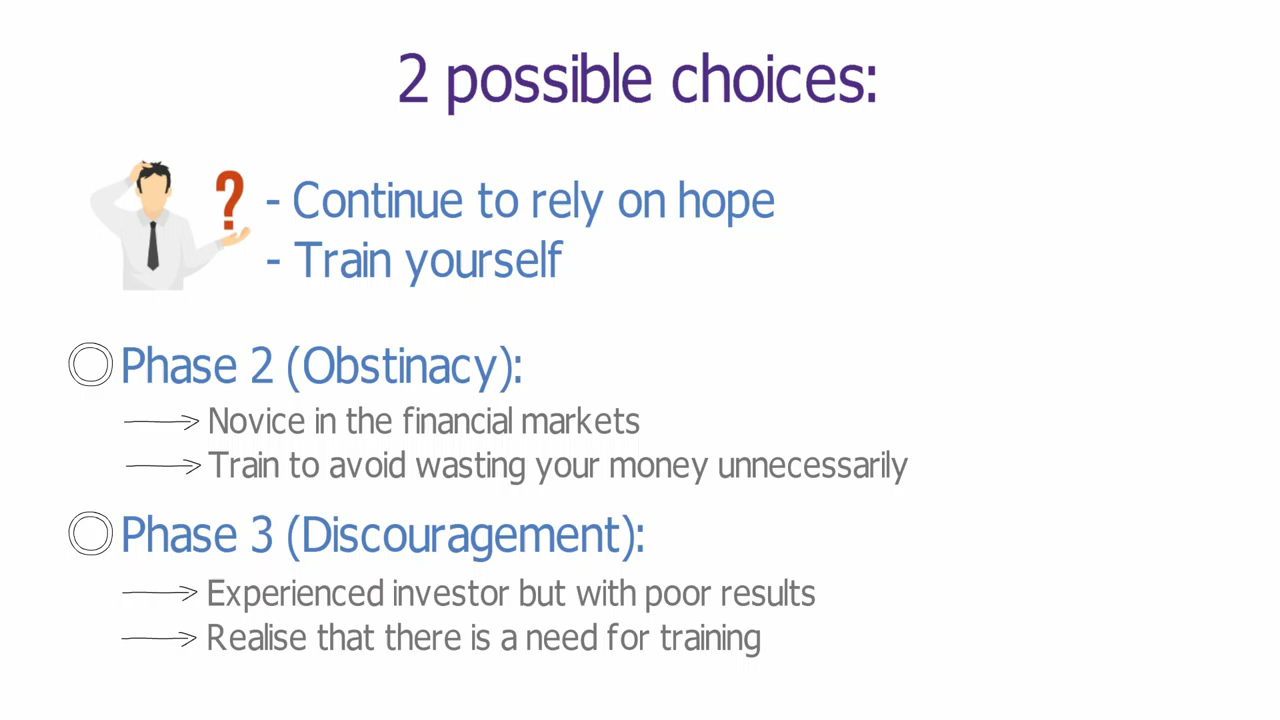 2 possible choices:
?
- Continue to rely on hope
- Train yourself
Phase 2 (Obstinacy):
Novice in the financial markets
Train to avoid wasting your money unnecessarily
Phase 3 (Discouragement):
Experienced investor but with poor results
Realise that there is a need for training